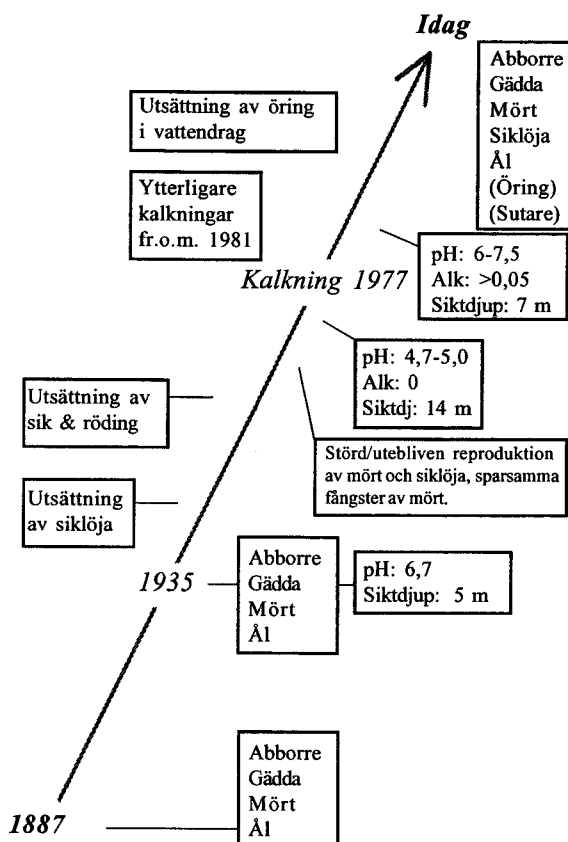 Idag
Abborre
Gädda
Mört
Siklöja
Ål
(Öring)
(Sutare)
Utsättning av öring
i vattendrag
Ytterligare
kalkningar
fr.o.m. 1981
pH: 6-7,5
Alk: >0,05
Siktdjup: 7 m
Kalkning 1977
pH: 4,7-5,0
Alk: 0
Siktdj: 14 m
Utsättning av
sik & röding
Störd/utebliven reproduktion
av mört och siklöja, sparsamma
fångster av mört.
Utsättning
av siklöja
1935
Abborre
Gädda
Mört
Ål
pH: 6,7
Siktdjup: 5 m
Abborre
Gädda
Mört
Ål
1887